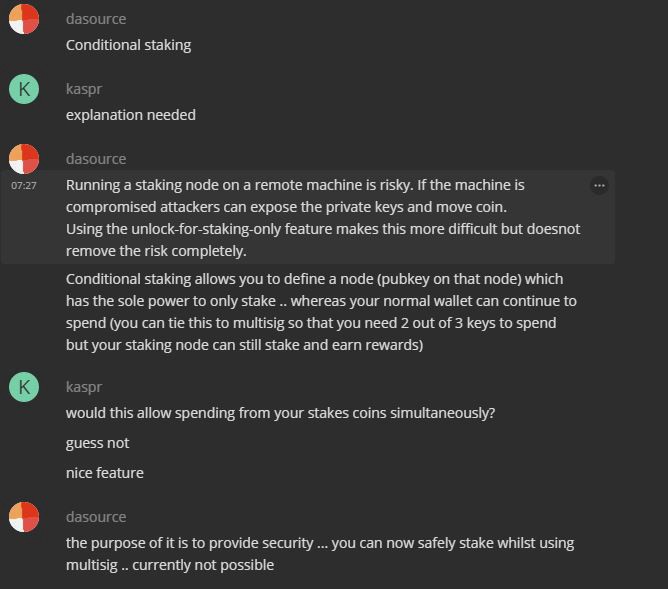 dasource
Conditional staking
K
kaspr
explanation needed
dasource
07:27
Running a staking node on a remote machine is risky. If the machine is
compromised attackers can expose the private keys and move coin.
Using the unlock-for-staking-only feature makes this more difficult but doesnot
remove the risk completely.
Conditional staking allows you to define a node (pubkey on that node) which
has the sole power to only stake .. whereas your normal wallet can continue to
spend (you can tie this to multisig so that you need 2 out of 3 keys to spend
but your staking node can still stake and earn rewards)
K
kaspr
would this allow spending from your stakes coins simultaneously?
guess not
nice feature
dasource
the purpose of it is to provide security ... you can now safely stake whilst using
multisig .. currently not possible